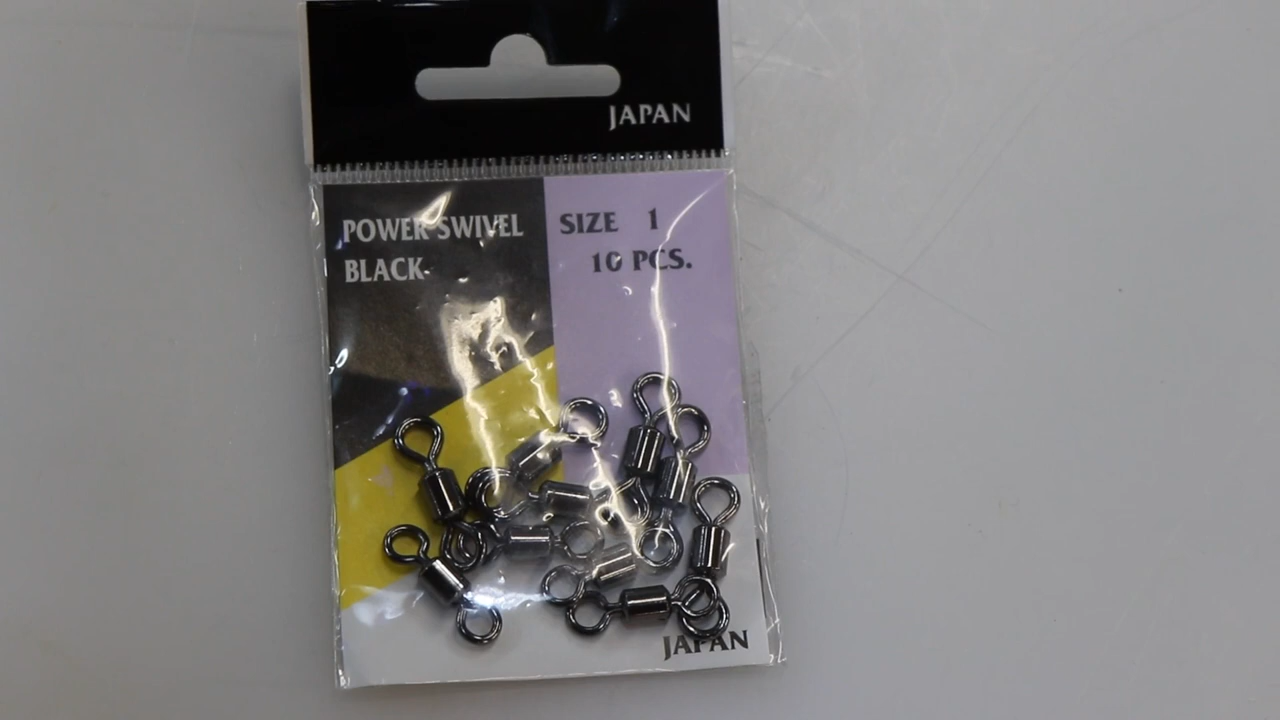 JAPAN
POWER SWIVEL
BLACK
SIZE 1
10 PCS.
JAPAN